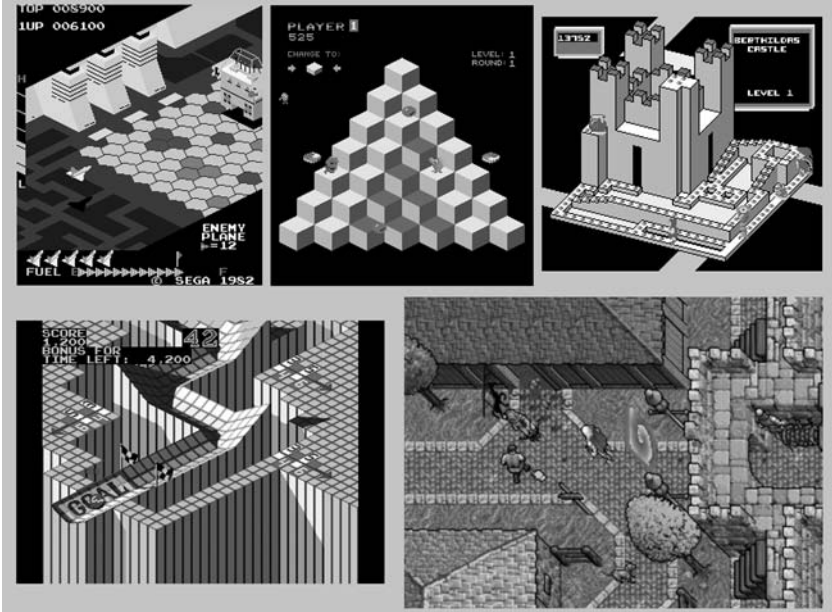 TOP 008900
1UP 006100
H
L
ENEMY
PLANE
=12
FUEL E F
© SEGA 1982
PLAYER 1
525
CHANGE TO:
LEVEL: 1
ROUND: 1
13752
BERTHILDAS
CASTLE
LEVEL 1
SCORE
1,200
42
BONUS FOR
TIME LEFT: 4,200
GOAL